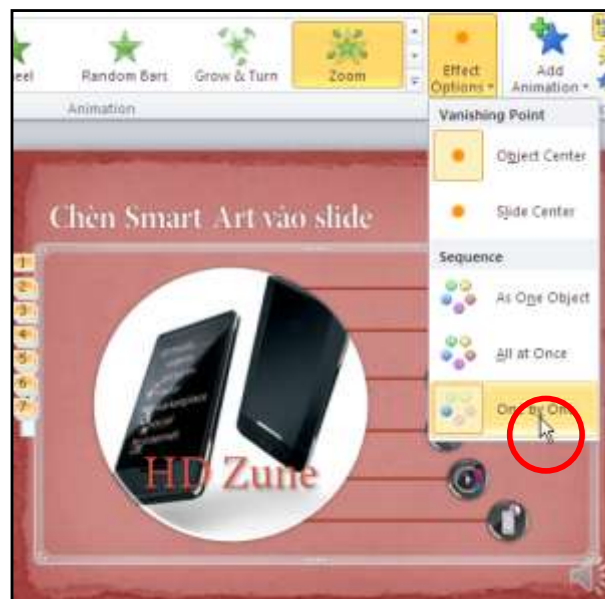 eel
Random Bars
Grow & Turn
Zoom
Effect
Options
Add
Animation
Animation
Vanishing Point
Object Center
Slide Center
Sequence
As One Object
All at Once
One by One
Chèn Smart Art vào slide
1
2
3
4
5
6
7
HD Zune